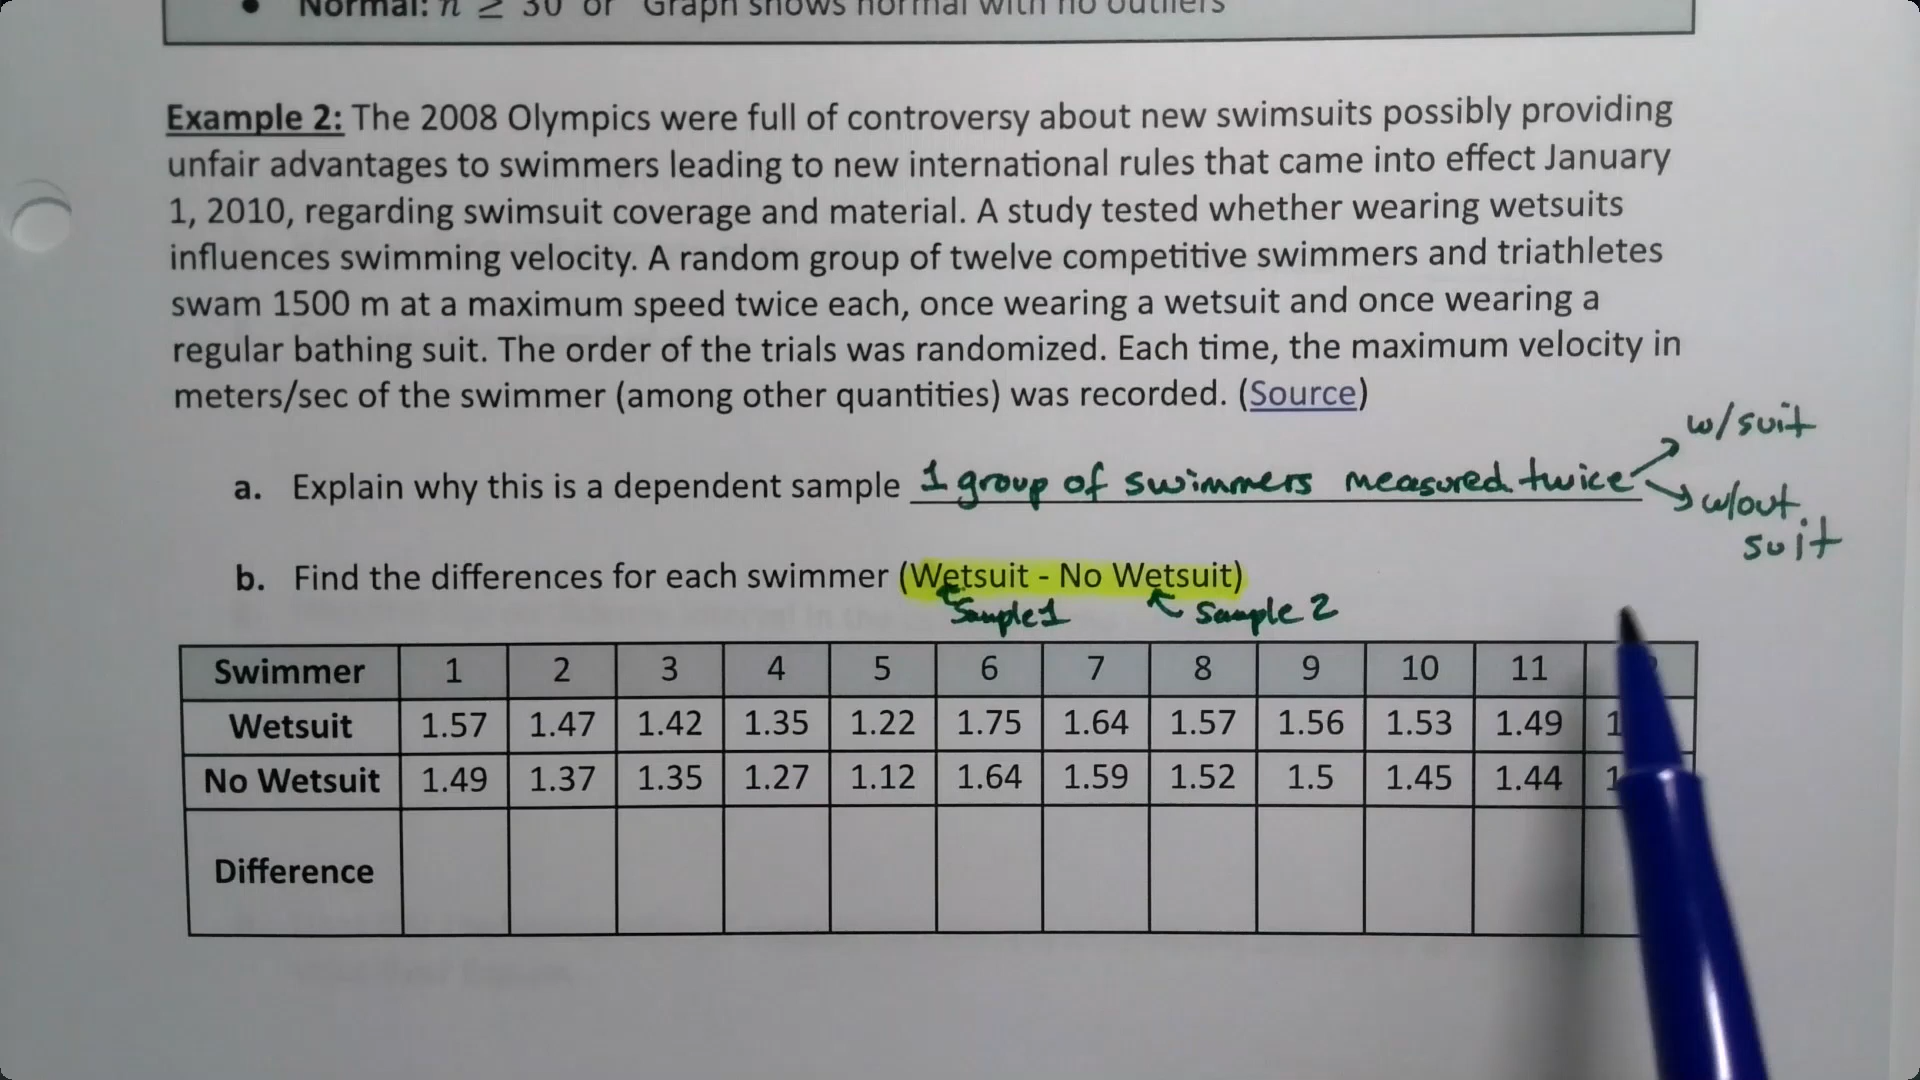 • Normal: n ≥ 30 or Graph shows normal with no outliers
Example 2: The 2008 Olympics were full of controversy about new swimsuits possibly providing
unfair advantages to swimmers leading to new international rules that came into effect January
1, 2010, regarding swimsuit coverage and material. A study tested whether wearing wetsuits
influences swimming velocity. A random group of twelve competitive swimmers and triathletes
swam 1500 m at a maximum speed twice each, once wearing a wetsuit and once wearing a
regular bathing suit. The order of the trials was randomized. Each time, the maximum velocity in
meters/sec of the swimmer (among other quantities) was recorded. (Source)
w/suit
a. Explain why this is a dependent sample 1 group of swimmers measured twice
w/out
suit
b. Find the differences for each swimmer (Wetsuit - No Wetsuit)
Sample 1 Sample 2
Swimmer 1 2 3 4 5 6 7 8 9 10 11
Wetsuit 1.57 1.47 1.42 1.35 1.22 1.75 1.64 1.57 1.56 1.53 1.49
No Wetsuit 1.49 1.37 1.35 1.27 1.12 1.64 1.59 1.52 1.5 1.45 1.44
Difference